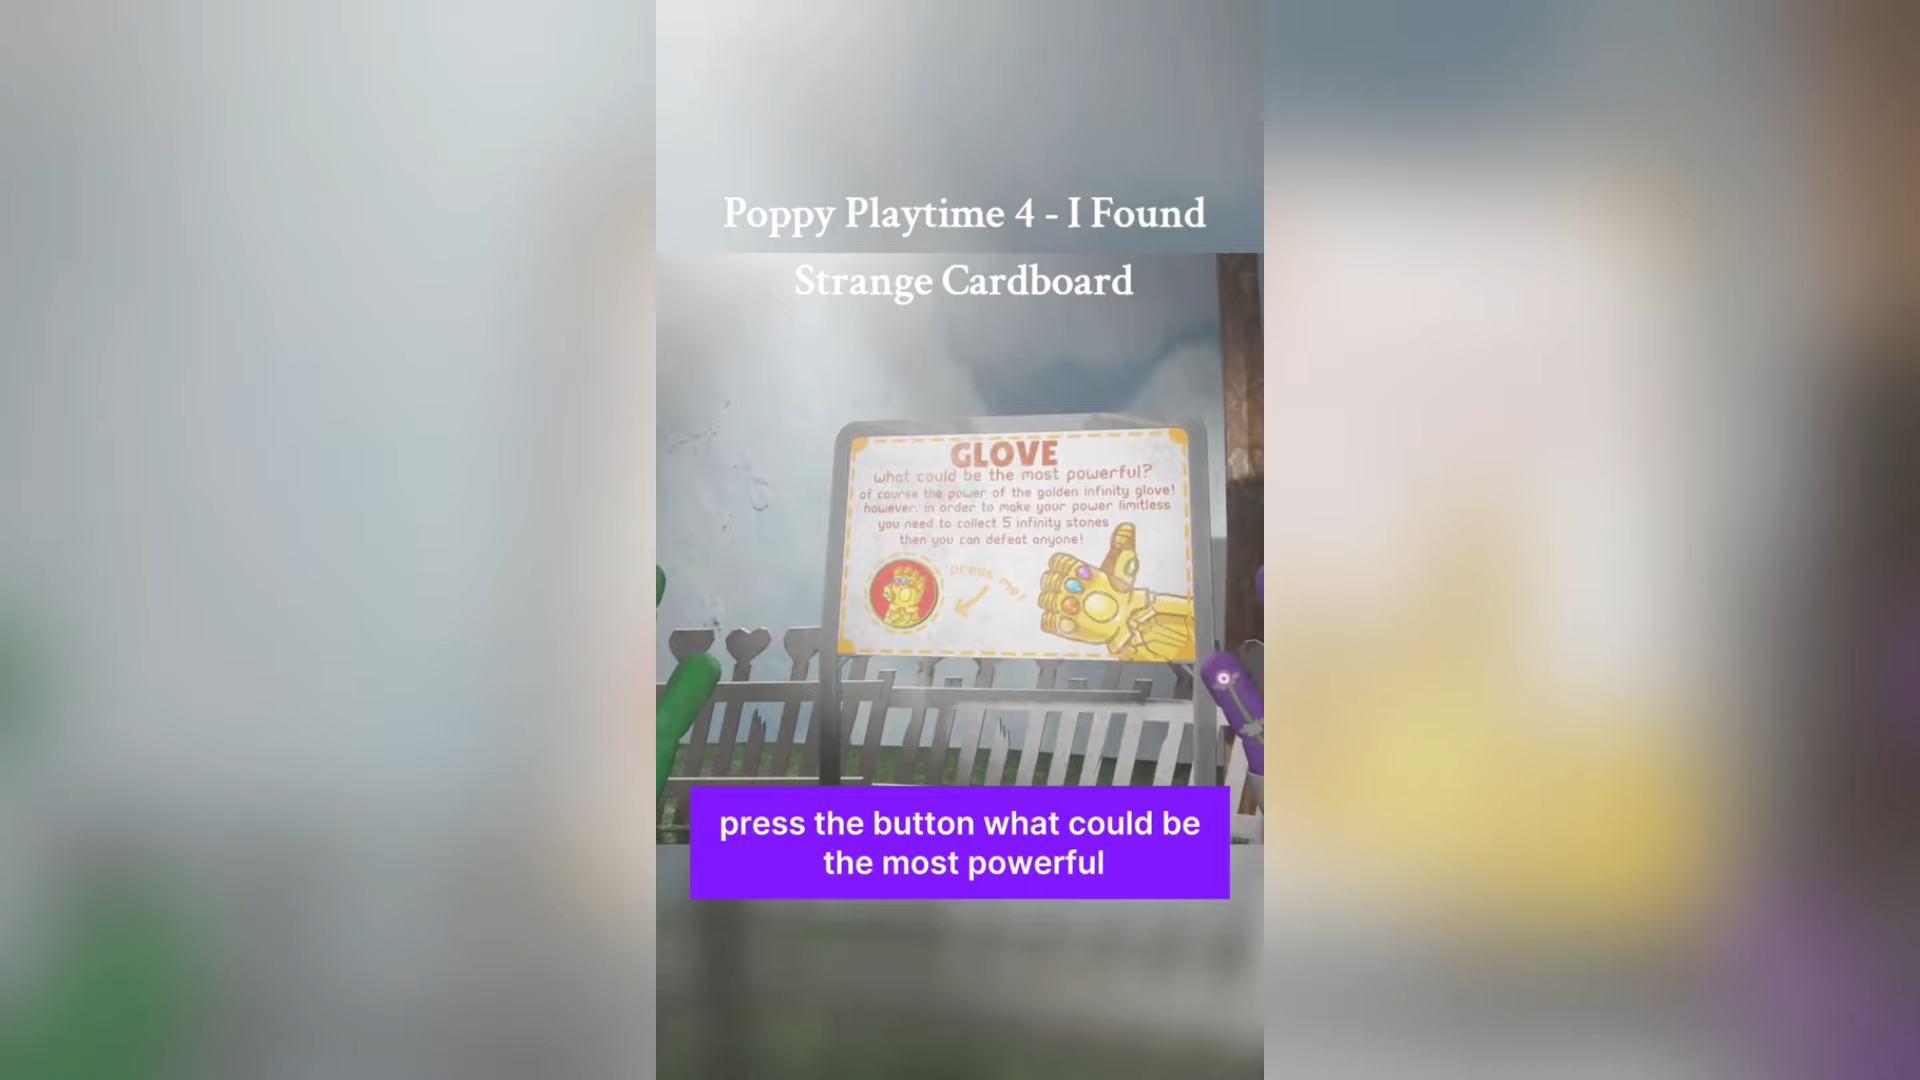 Poppy Playtime 4 - I Found
Strange Cardboard
GLOVE
what could be the most powerful?
of course the power of the golden infinity glove!
however, in order to make your power limitless
you need to collect 5 infinity stones
then you can defeat anyone!
press me!
press the button what could be
the most powerful